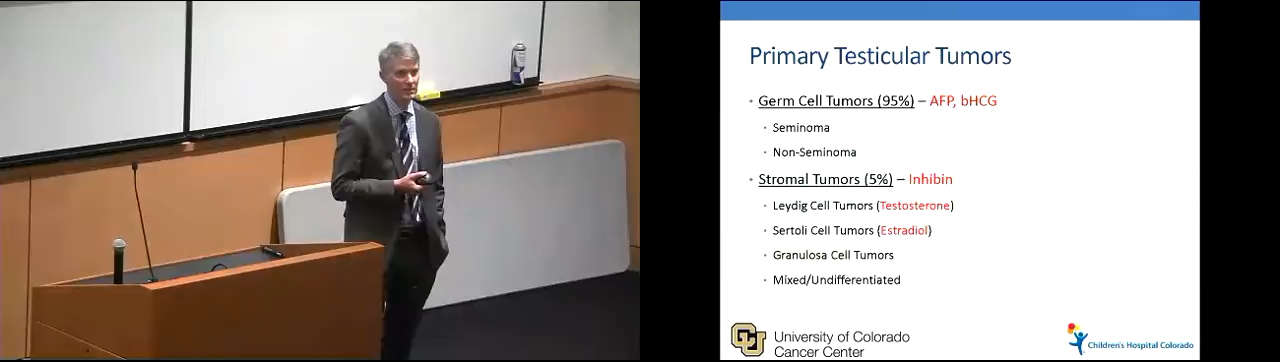 Primary Testicular Tumors
• Germ Cell Tumors (95%) – AFP, bHCG
• Seminoma
• Non-Seminoma
• Stromal Tumors (5%) – Inhibin
• Leydig Cell Tumors (Testosterone)
• Sertoli Cell Tumors (Estradiol)
• Granulosa Cell Tumors
• Mixed/Undifferentiated
CU
University of Colorado
Cancer Center
Children's Hospital Colorado